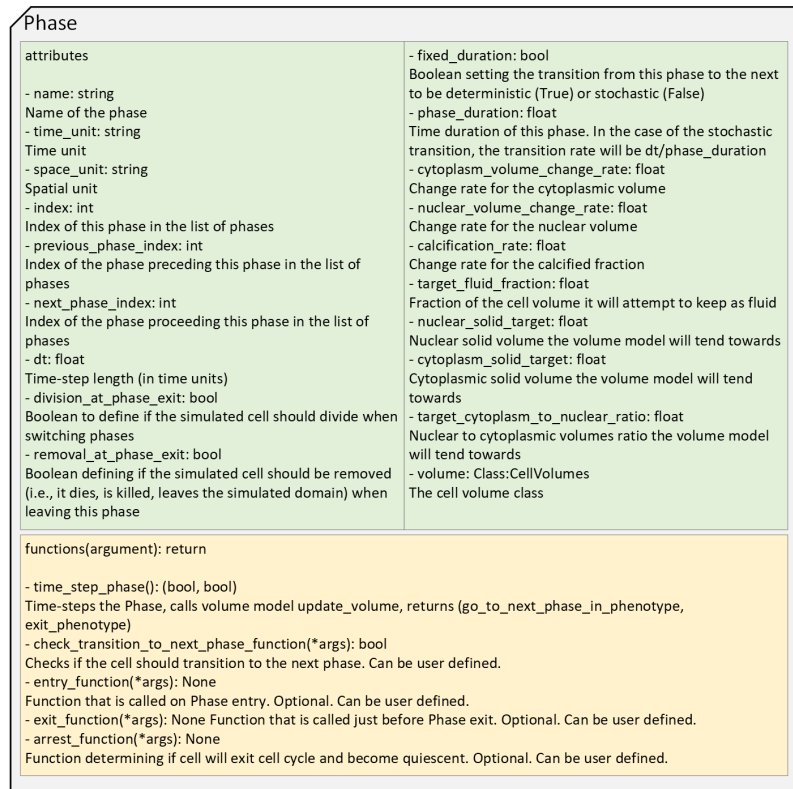 Phase
attributes
- name: string
Name of the phase
- time_unit: string
Time unit
- space_unit: string
Spatial unit
- index: int
Index of this phase in the list of phases
- previous_phase_index: int
Index of the phase preceding this phase in the list of
phases
- next_phase_index: int
Index of the phase proceeding this phase in the list of
phases
- dt: float
Time-step length (in time units)
- division_at_phase_exit: bool
Boolean to define if the simulated cell should divide when
switching phases
- removal_at_phase_exit: bool
Boolean defining if the simulated cell should be removed
(i.e., it dies, is killed, leaves the simulated domain) when
leaving this phase
- fixed_duration: bool
Boolean setting the transition from this phase to the next
to be deterministic (True) or stochastic (False)
- phase_duration: float
Time duration of this phase. In the case of the stochastic
transition, the transition rate will be dt/phase_duration
- cytoplasm_volume_change_rate: float
Change rate for the cytoplasmic volume
- nuclear_volume_change_rate: float
Change rate for the nuclear volume
- calcification_rate: float
Change rate for the calcified fraction
- target_fluid_fraction: float
Fraction of the cell volume it will attempt to keep as fluid
- nuclear_solid_target: float
Nuclear solid volume the volume model will tend towards
- cytoplasm_solid_target: float
Cytoplasmic solid volume the volume model will tend
towards
- target_cytoplasm_to_nuclear_ratio: float
Nuclear to cytoplasmic volumes ratio the volume model
will tend towards
- volume: Class:CellVolumes
The cell volume class
functions(argument): return
- time_step_phase(): (bool, bool)
Time-steps the Phase, calls volume model update_volume, returns (go_to_next_phase_in_phenotype,
exit_phenotype)
- check_transition_to_next_phase_function(*args): bool
Checks if the cell should transition to the next phase. Can be user defined.
- entry_function(*args): None
Function that is called on Phase entry. Optional. Can be user defined.
- exit_function(*args): None Function that is called just before Phase exit. Optional. Can be user defined.
- arrest_function(*args): None
Function determining if cell will exit cell cycle and become quiescent. Optional. Can be user defined.